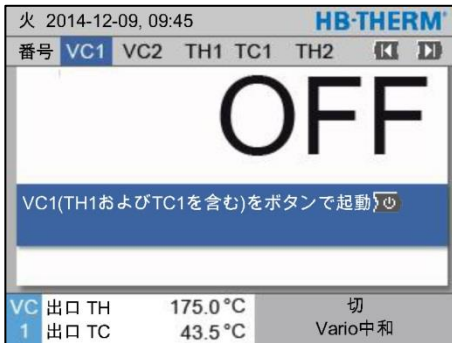 火 2014-12-09, 09:45 HB-THERM®
番号 VC1 VC2 TH1 TC1 TH2
OFF
VC1(TH1およびTC1を含む)をボタンで起動
VC 出口 TH 175.0°C 切
1 出口 TC 43.5°C Vario中和